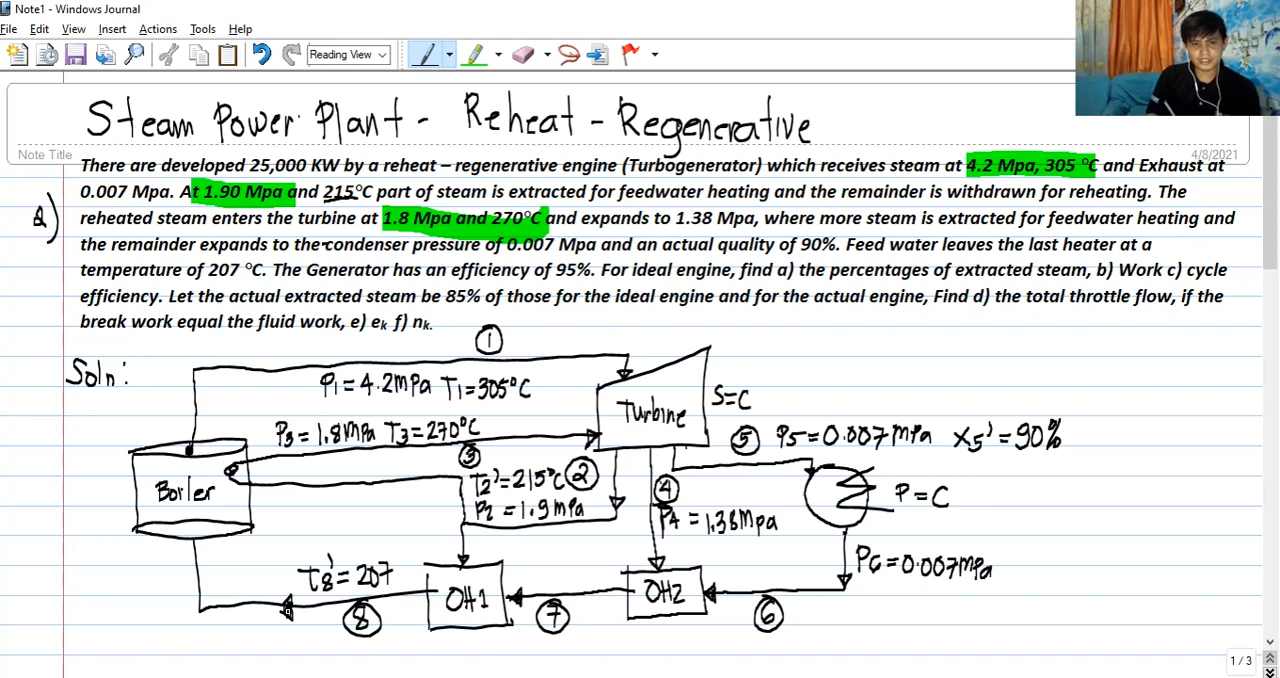 Note1 - Windows Journal
File Edit View Insert Actions Tools Help
Reading View
Steam Power Plant - Reheat - Regenerative
Note Title
4/8/2021
2)
There are developed 25,000 KW by a reheat – regenertive engine (Turbogenerator) which receives steam at 4.2 Mpa, 305 °C and Exhaust at
0.007 Mpa. At 1.90 Mpa and 215°C part of steam is extracted for feedwater heating and the remainder is withdrawn for reheating. The
reheated steam enters the turbine at 1.8 Mpa and 270°C and expands to 1.38 Mpa, where more steam is extracted for feedwater heating and
the remainder expands to the condenser pressure of 0.007 Mpa and an actual quality of 90%. Feed water leaves the last heater at a
temperature of 207 °C. The Generator has an efficiency of 95%. For ideal engine, find a) the percentages of extracted steam, b) Work c) cycle
efficiency. Let the actual extracted steam be 85% of those for the ideal engine and for the actual engine, Find d) the total throttle flow, if the
break work equal the fluid work, e) eₖ f) nₖ.
Soln:
1
P1 = 4.2mPa T1 = 305°C
Turbine
S=C
P3 = 1.8mPa T3 = 270°C
3
5
P5 = 0.007mPa X5' = 90%
Boiler
T2' = 215°C
2
P2 = 1.9mPa
4
P4 = 1.38mpa
P = C
P6 = 0.007mPa
T8' = 207
OH1
OH2
8
7
6
1 / 3